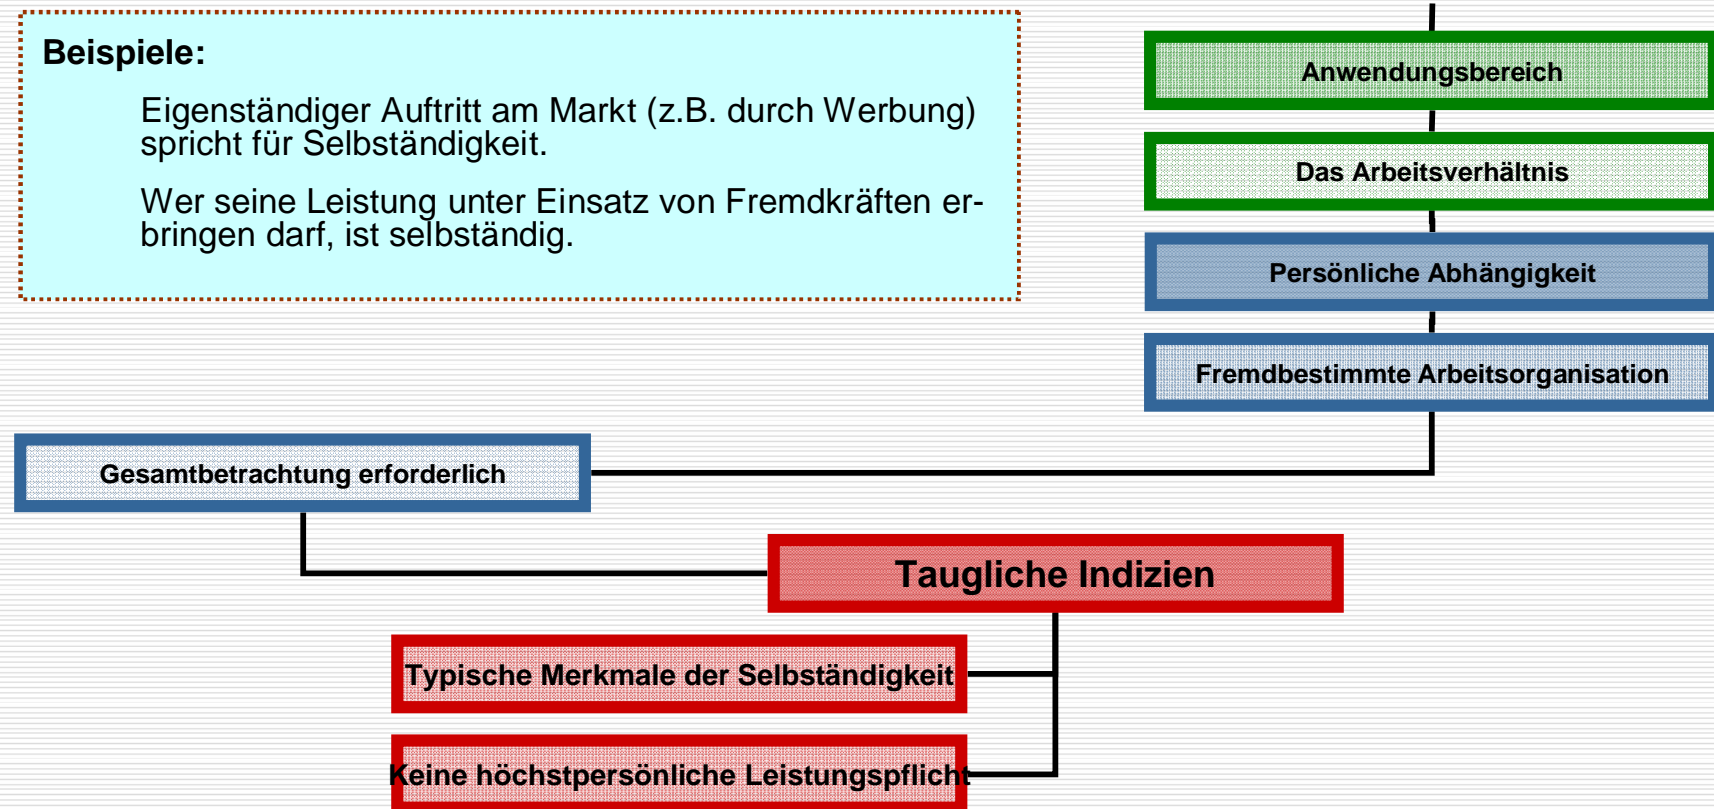 Beispiele:
Eigenständiger Auftritt am Markt (z.B. durch Werbung)
spricht für Selbständigkeit.
Wer seine Leistung unter Einsatz von Fremdkräften er-
bringen darf, ist selbständig.
Anwendungsbereich
Das Arbeitsverhältnis
Persönliche Abhängigkeit
Fremdbestimmte Arbeitsorganisation
Gesamtbetrachtung erforderlich
Taugliche Indizien
Typische Merkmale der Selbständigkeit
Keine höchstpersönliche Leistungspflicht